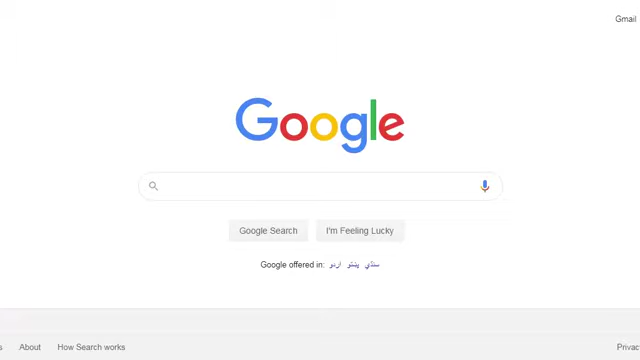 Gmail
Google
Google Search I'm Feeling Lucky
Google offered in: اردو پښتو سنڌي
About How Search works